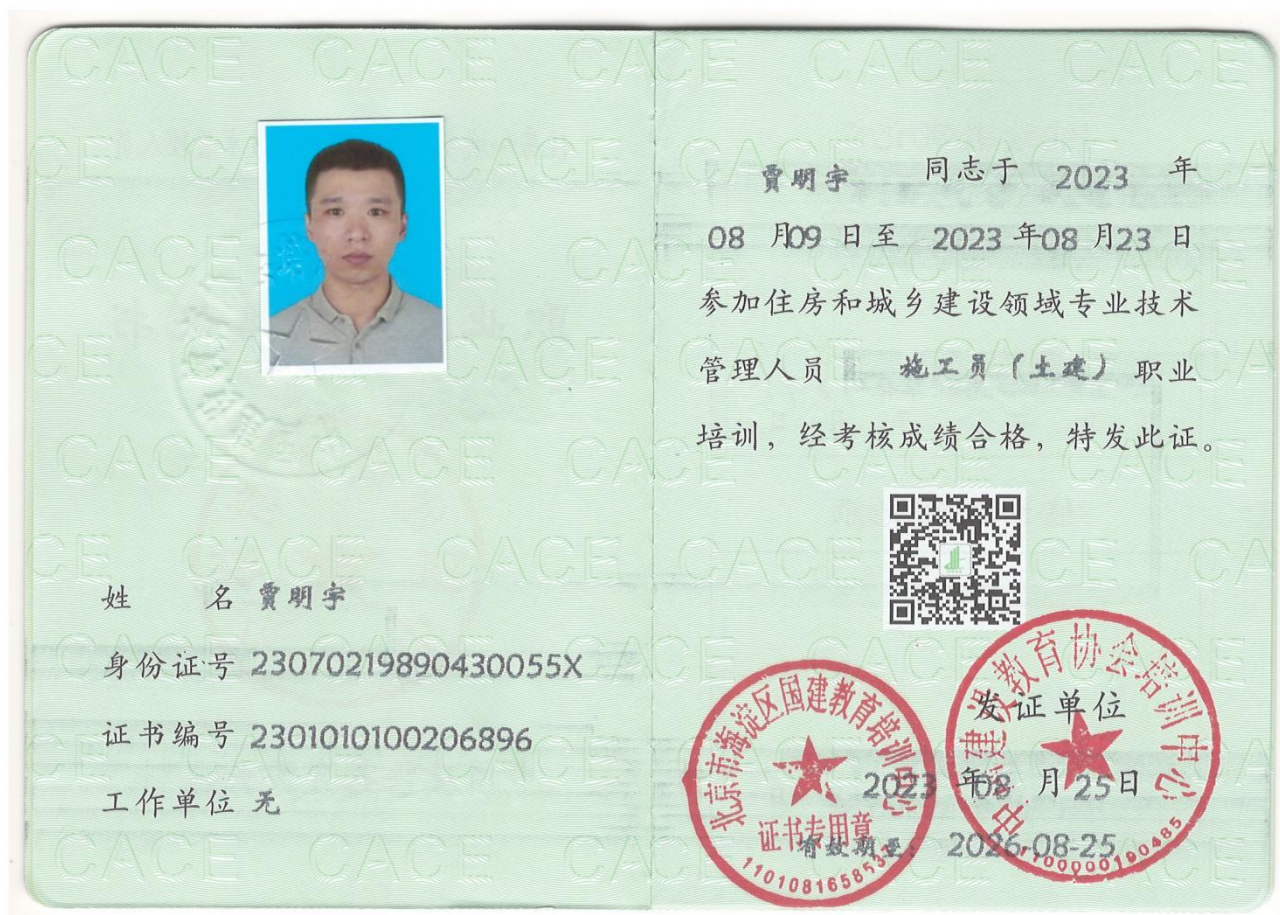 姓 名 贾明宇
身份证号 23070219890430055X
证书编号 2301010100206896
工作单位 无
贾明宇 同志于 2023 年
08 月09 日至 2023 年08 月23 日
参加住房和城乡建设领域专业技术
管理人员 施工员（土建） 职业
培训，经考核成绩合格，特发此证。
发证单位
2023 年08 月 25日
有效期至: 2026-08-25
北京市海淀区国建教育培训中心
证书专用章
中国建设教育协会培训中心
1100000190485
CACE